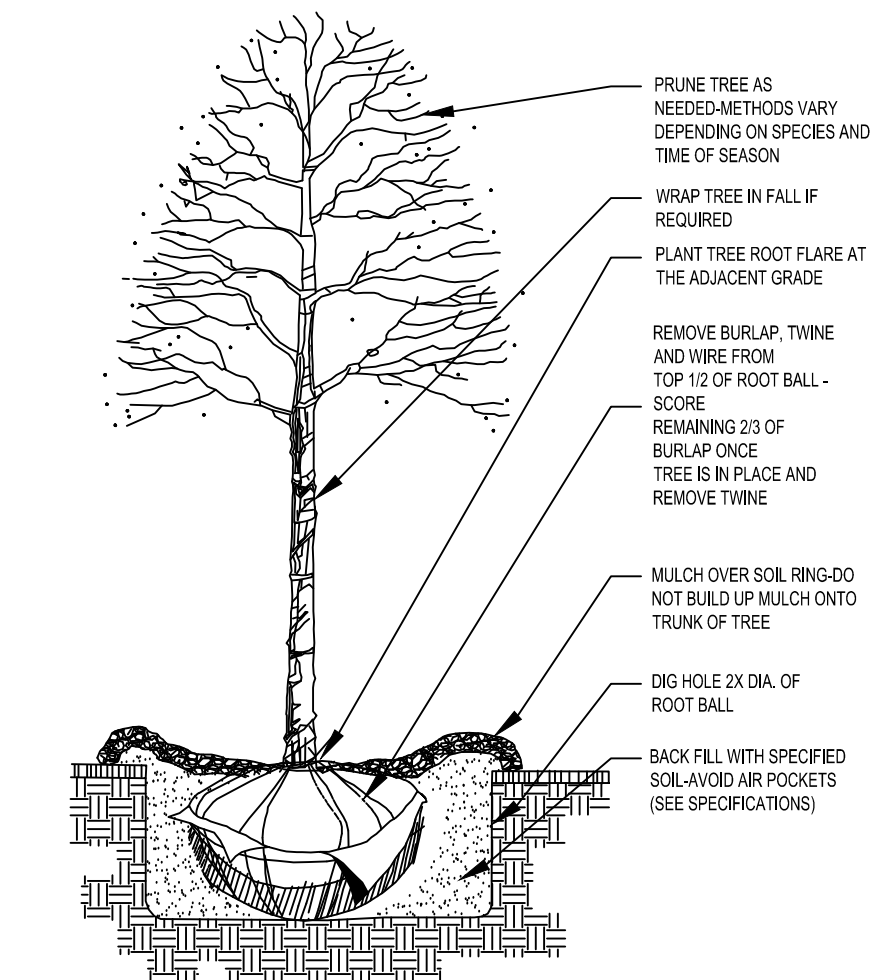 PRUNE TREE AS
NEEDED-METHODS VARY
DEPENDING ON SPECIES AND
TIME OF SEASON
WRAP TREE IN FALL IF
REQUIRED
PLANT TREE ROOT FLARE AT
THE ADJACENT GRADE
REMOVE BURLAP, TWINE
AND WIRE FROM
TOP 1/2 OF ROOT BALL -
SCORE
REMAINING 2/3 OF
BURLAP ONCE
TREE IS IN PLACE AND
REMOVE TWINE
MULCH OVER SOIL RING-DO
NOT BUILD UP MULCH ONTO
TRUNK OF TREE
DIG HOLE 2X DIA. OF
ROOT BALL
BACK FILL WITH SPECIFIED
SOIL-AVOID AIR POCKETS
(SEE SPECIFICATIONS)